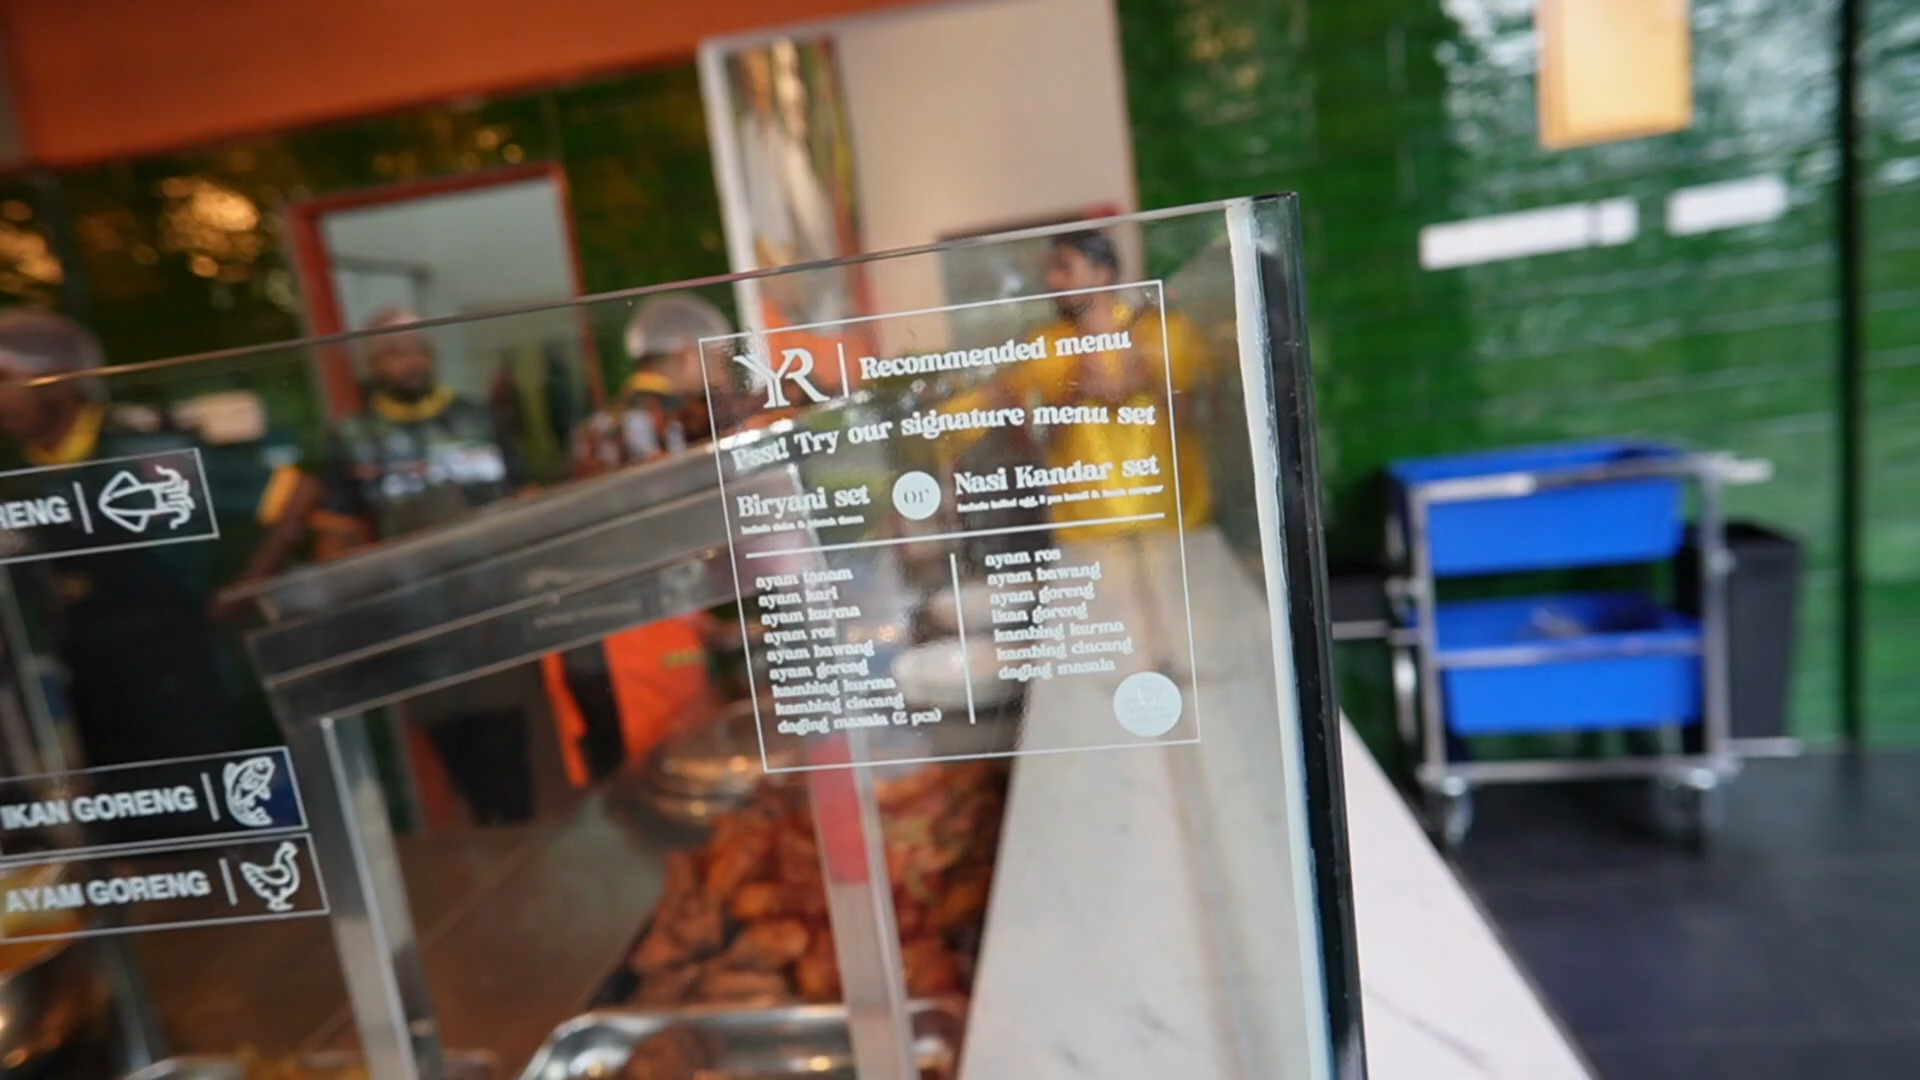 RENG
IKAN GORENG
AYAM GORENG
YR | Recommended menu
Psst! Try our signature menu set
Biryani set
or
Nasi Kandar set
ayam tanam
ayam kari
ayam kurma
ayam ros
ayam bawang
ayam goreng
kambing kurma
kambing cincang
daging masala (2 pcs)
ayam ros
ayam bawang
ayam goreng
ikan goreng
kambing kurma
kambing cincang
daging masala